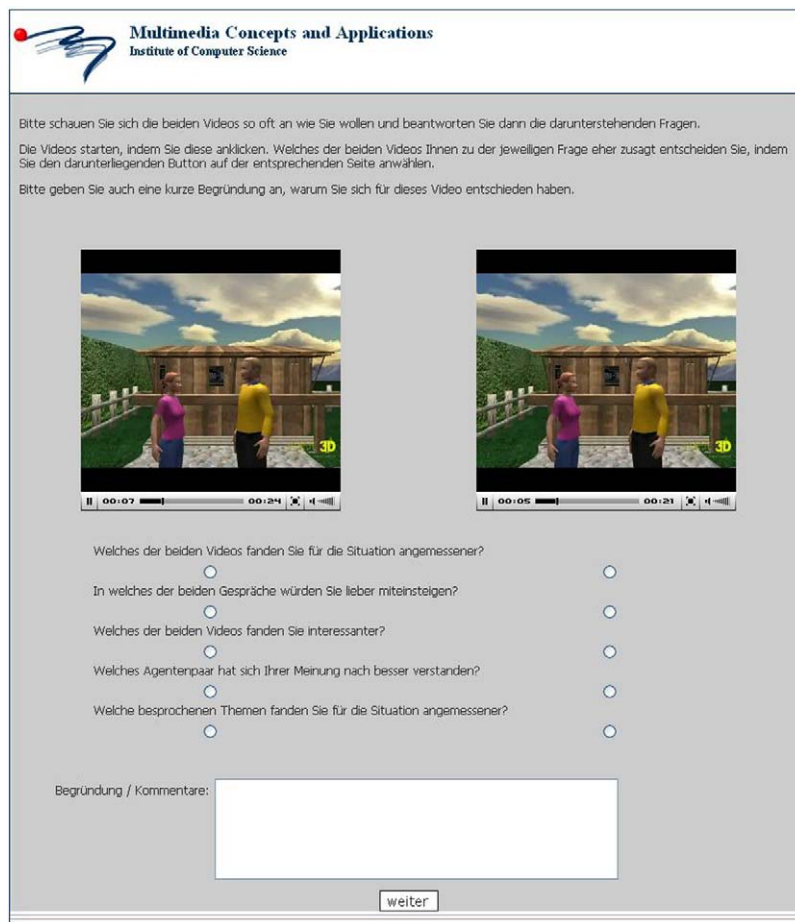 Multimedia Concepts and Applications
Institute of Computer Science
Bitte schauen Sie sich die beiden Videos so oft an wie Sie wollen und beantworten Sie dann die darunterstehenden Fragen.
Die Videos starten, indem Sie diese anklicken. Welches der beiden Videos Ihnen zu der jeweiligen Frage eher zusagt entscheiden Sie, indem
Sie den darunterliegenden Button auf der entsprechenden Seite anwählen.
Bitte geben Sie auch eine kurze Begründung an, warum Sie sich für dieses Video entschieden haben.
3D 3D
00:07 00:24 00:05 00:21
Welches der beiden Videos fanden Sie für die Situation angemessener?
In welches der beiden Gespräche würden Sie lieber miteinsteigen?
Welches der beiden Videos fanden Sie interessanter?
Welches Agentenpaar hat sich Ihrer Meinung nach besser verstanden?
Welche besprochenen Themen fanden Sie für die Situation angemessener?
Begründung / Kommentare:
weiter